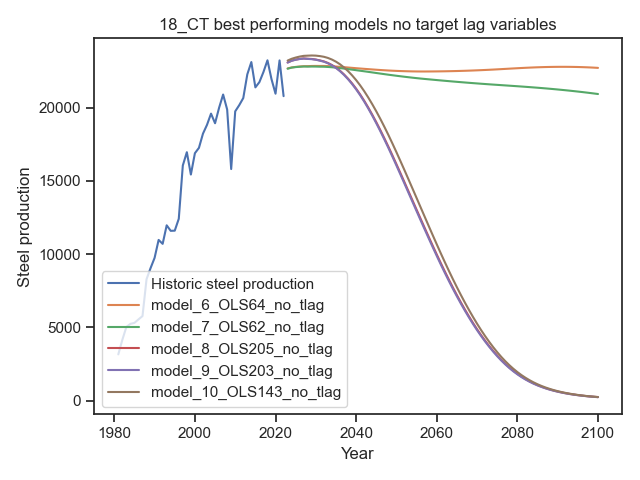 18_CT best performing models no target lag variables
Steel production
20000
15000
10000
5000
0
Historic steel production
model_6_OLS64_no_tlag
model_7_OLS62_no_tlag
model_8_OLS205_no_tlag
model_9_OLS203_no_tlag
model_10_OLS143_no_tlag
1980 2000 2020 2040 2060 2080 2100
Year